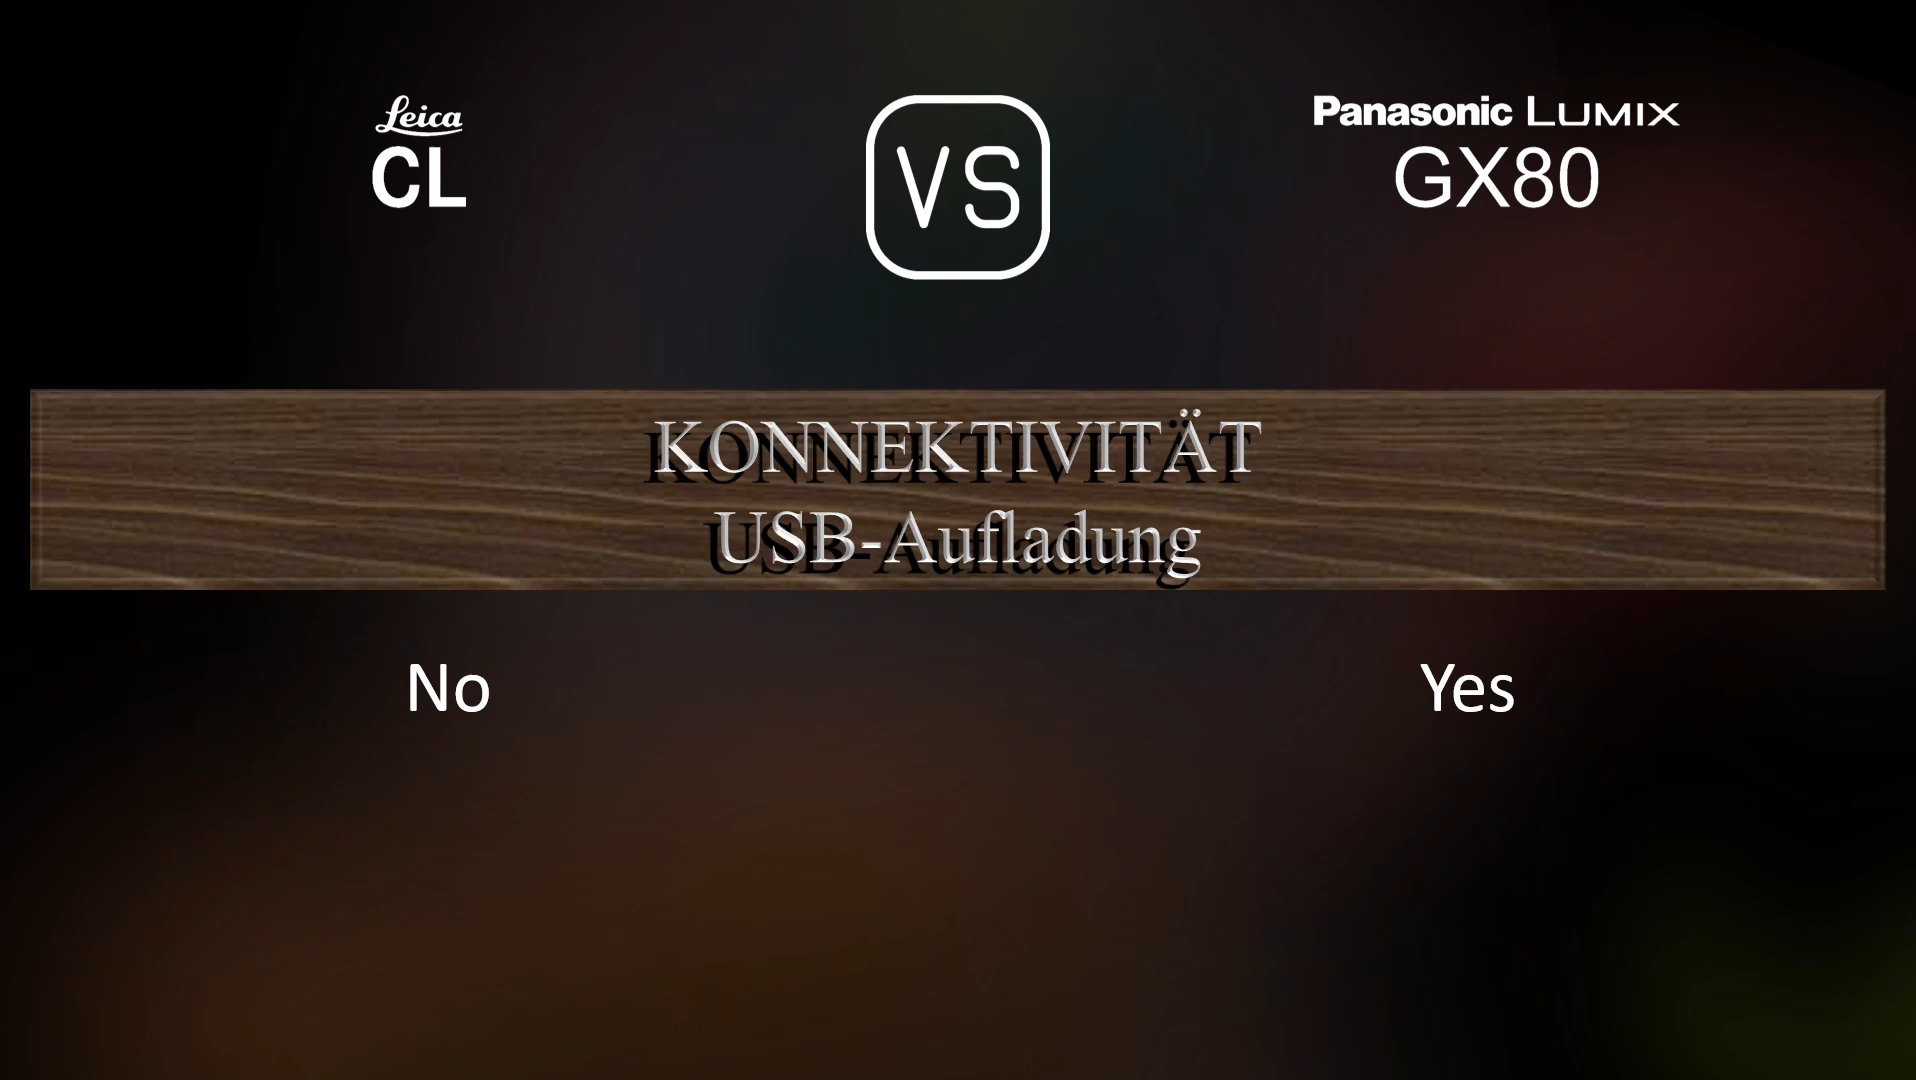 Leica
CL
VS
Panasonic LUMIX
GX80
KONNEKTIVITÄT
USB-Aufladung
No
Yes